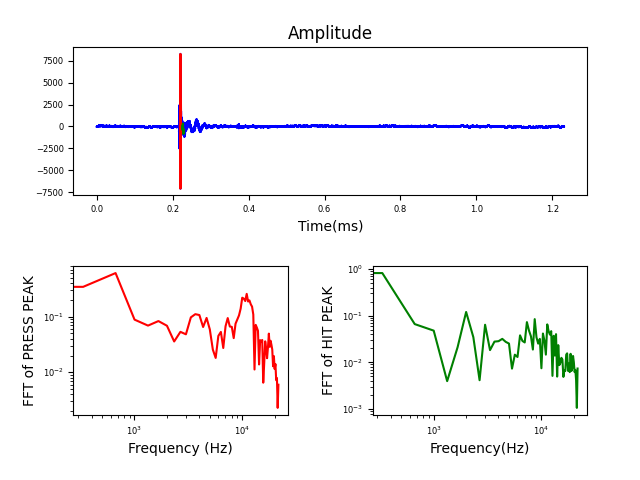 Amplitude
7500
5000
2500
0
−2500
−5000
−7500
0.0 0.2 0.4 0.6 0.8 1.0 1.2
Time(ms)
FFT of PRESS PEAK
10⁻¹
10⁻²
10³ 10⁴
Frequency (Hz)
FFT of HIT PEAK
10⁰
10⁻¹
10⁻²
10⁻³
10³ 10⁴
Frequency(Hz)